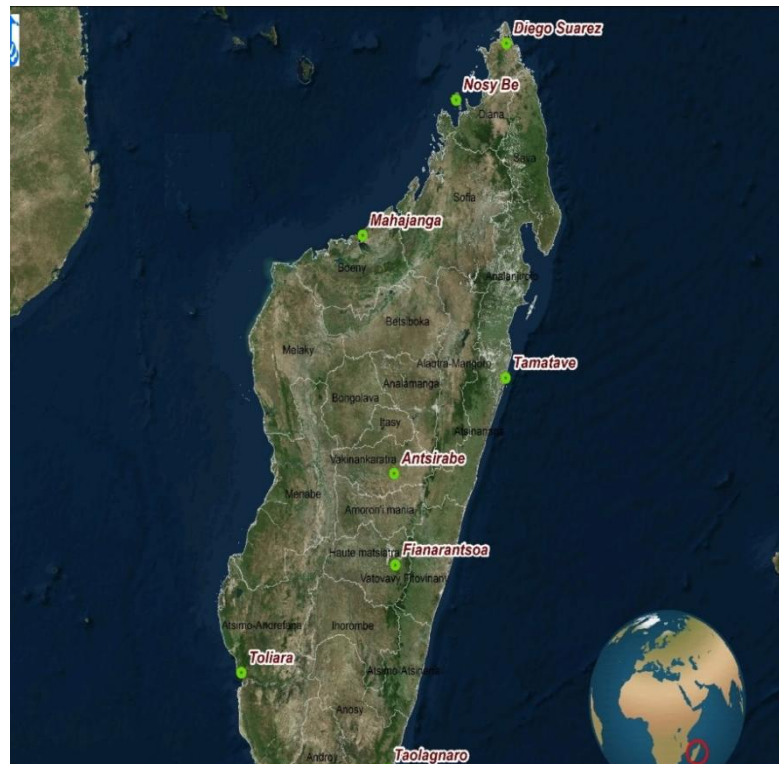 Diego Suarez
Nosy Be
Diana
Sava
Sofia
Mahajanga
Boeny
Analanjirofo
Betsiboka
Melaky
Alaotra-Mangoro
Tamatave
Analamanga
Bongolava
Itasy
Atsinanana
Vakinankaratra
Antsirabe
Menabe
Amoron'i mania
Haute matsiatra
Fianarantsoa
Vatovavy Fitovinany
Atsimo-Andrefana
Ihorombe
Toliara
Atsimo-Atsinana
Anosy
Androy
Taolagnaro